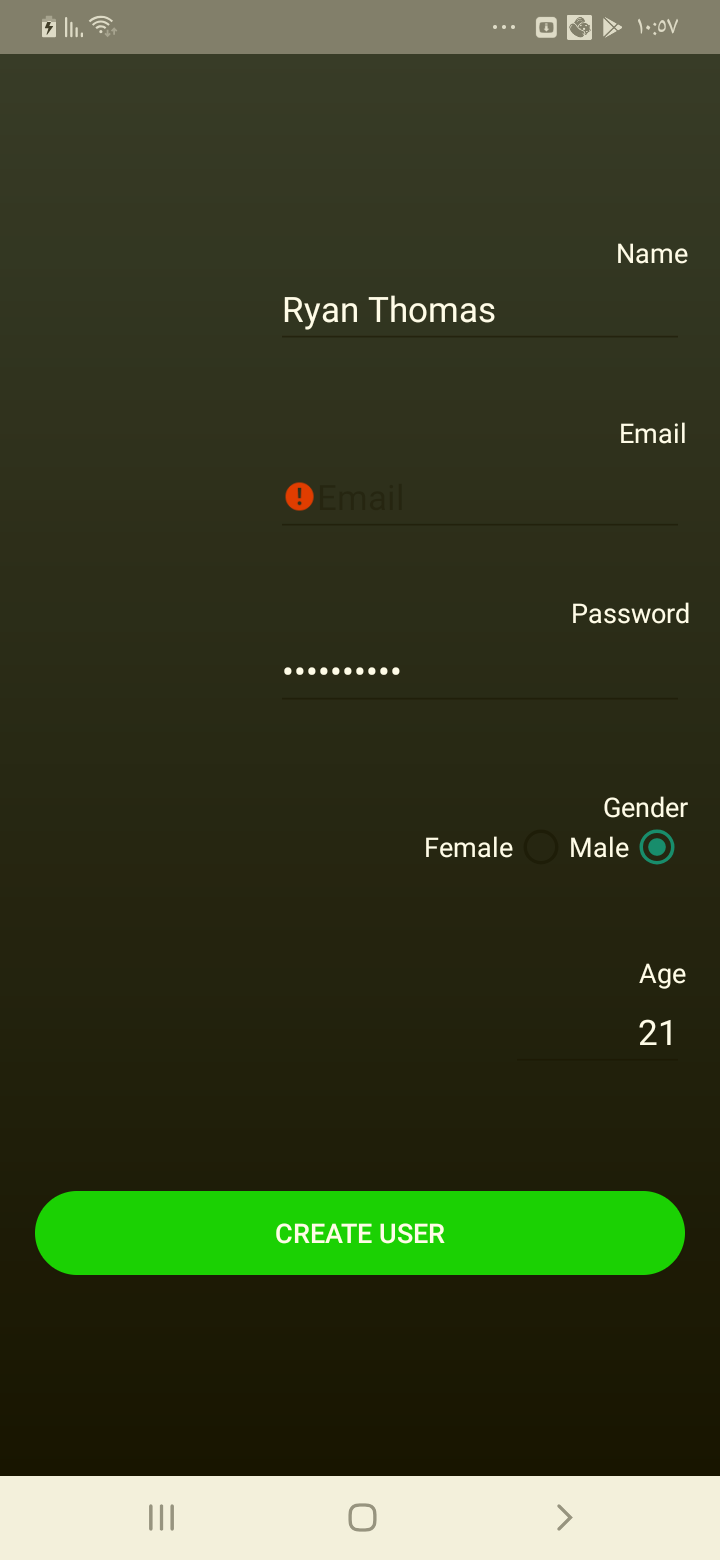 ١٠:٥٧
Name
Ryan Thomas
Email
Email
Password
••••••••••
Gender
Female Male
Age
21
CREATE USER